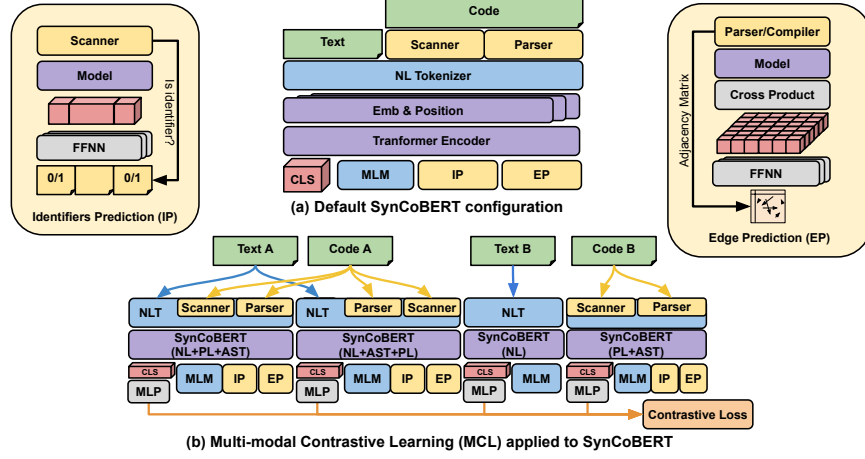 Scanner
Model
Is identifier?
FFNN
0/1
0/1
Identifiers Prediction (IP)
Code
Text
Scanner
Parser
NL Tokenizer
Emb & Position
Tranformer Encoder
CLS
MLM
IP
EP
(a) Default SynCoBERT configuration
Parser/Compiler
Model
Cross Product
Adjacency Matrix
FFNN
Edge Prediction (EP)
Text A
Code A
Text B
Code B
NLT
Scanner
Parser
NLT
Parser
Scanner
NLT
Scanner
Parser
SynCoBERT
(NL+PL+AST)
SynCoBERT
(NL+AST+PL)
SynCoBERT
(NL)
SynCoBERT
(PL+AST)
CLS
MLP
MLM
IP
EP
CLS
MLP
MLM
IP
EP
CLS
MLP
MLM
CLS
MLP
MLM
IP
EP
Contrastive Loss
(b) Multi-modal Contrastive Learning (MCL) applied to SynCoBERT